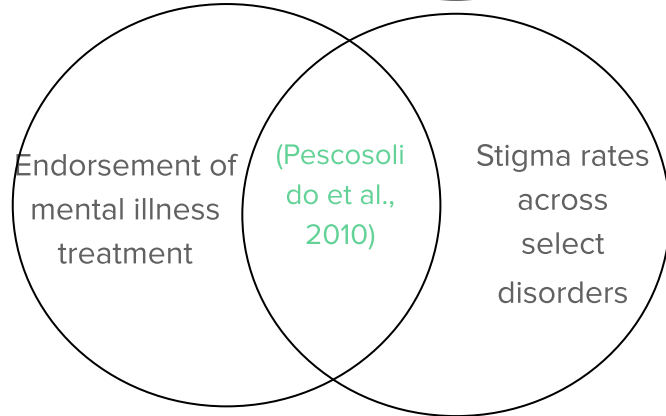 Endorsement of
mental illness
treatment
(Pescosoli
do et al.,
2010)
Stigma rates
across
select
disorders